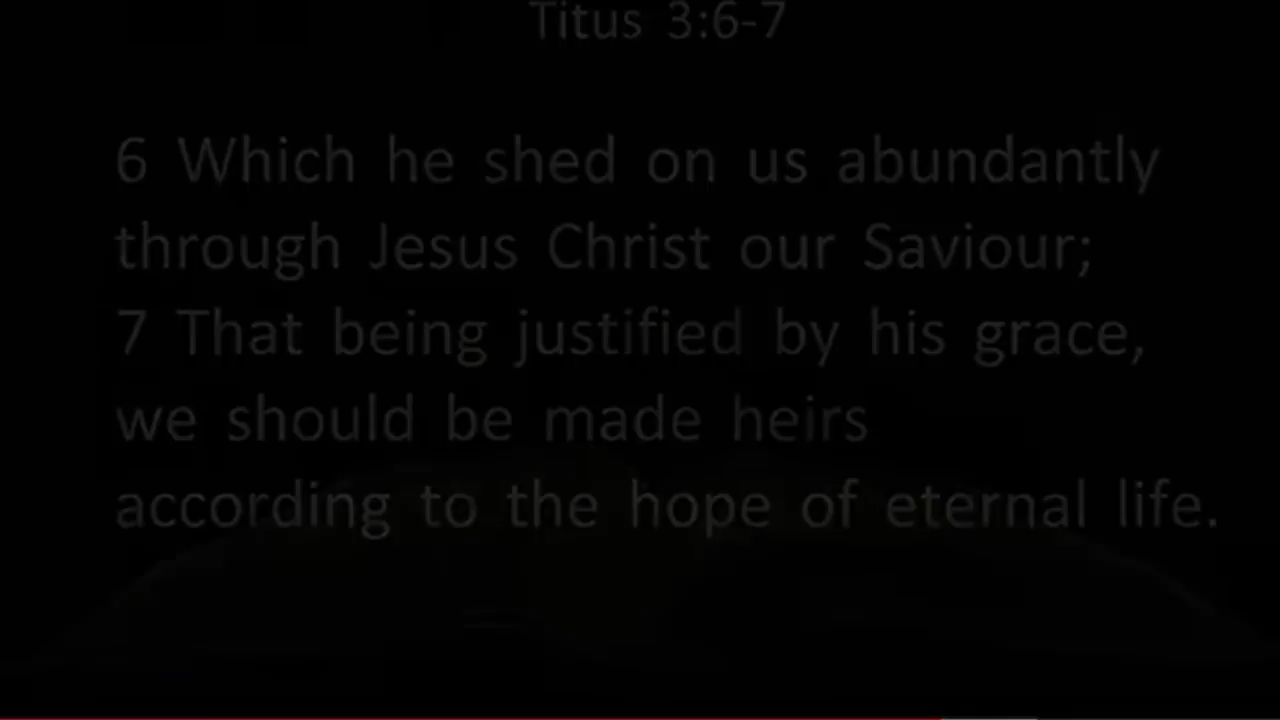 Titus 3:6-7
6 Which he shed on us abundantly
through Jesus Christ our Saviour;
7 That being justified by his grace,
we should be made heirs
according to the hope of eternal life.